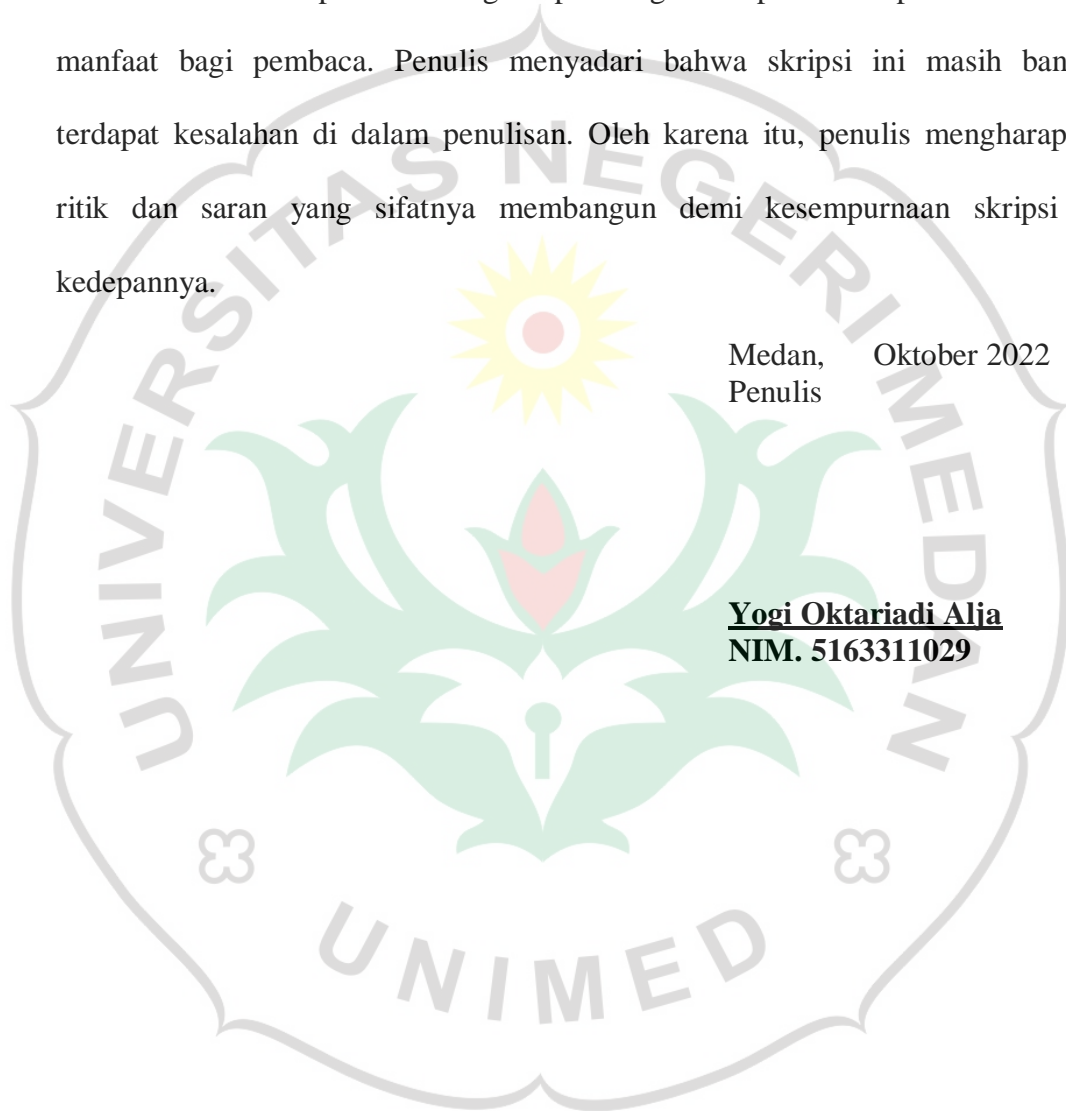 manfaat bagi pembaca. Penulis menyadari bahwa skripsi ini masih ban
terdapat kesalahan di dalam penulisan. Oleh karena itu, penulis mengharap
ritik dan saran yang sifatnya membangun demi kesempurnaan skripsi
kedepannya.
Medan, Oktober 2022
Penulis
Yogi Oktariadi Alja
NIM. 5163311029
UNIVERSITAS NEGERI MEDAN
UNIMED